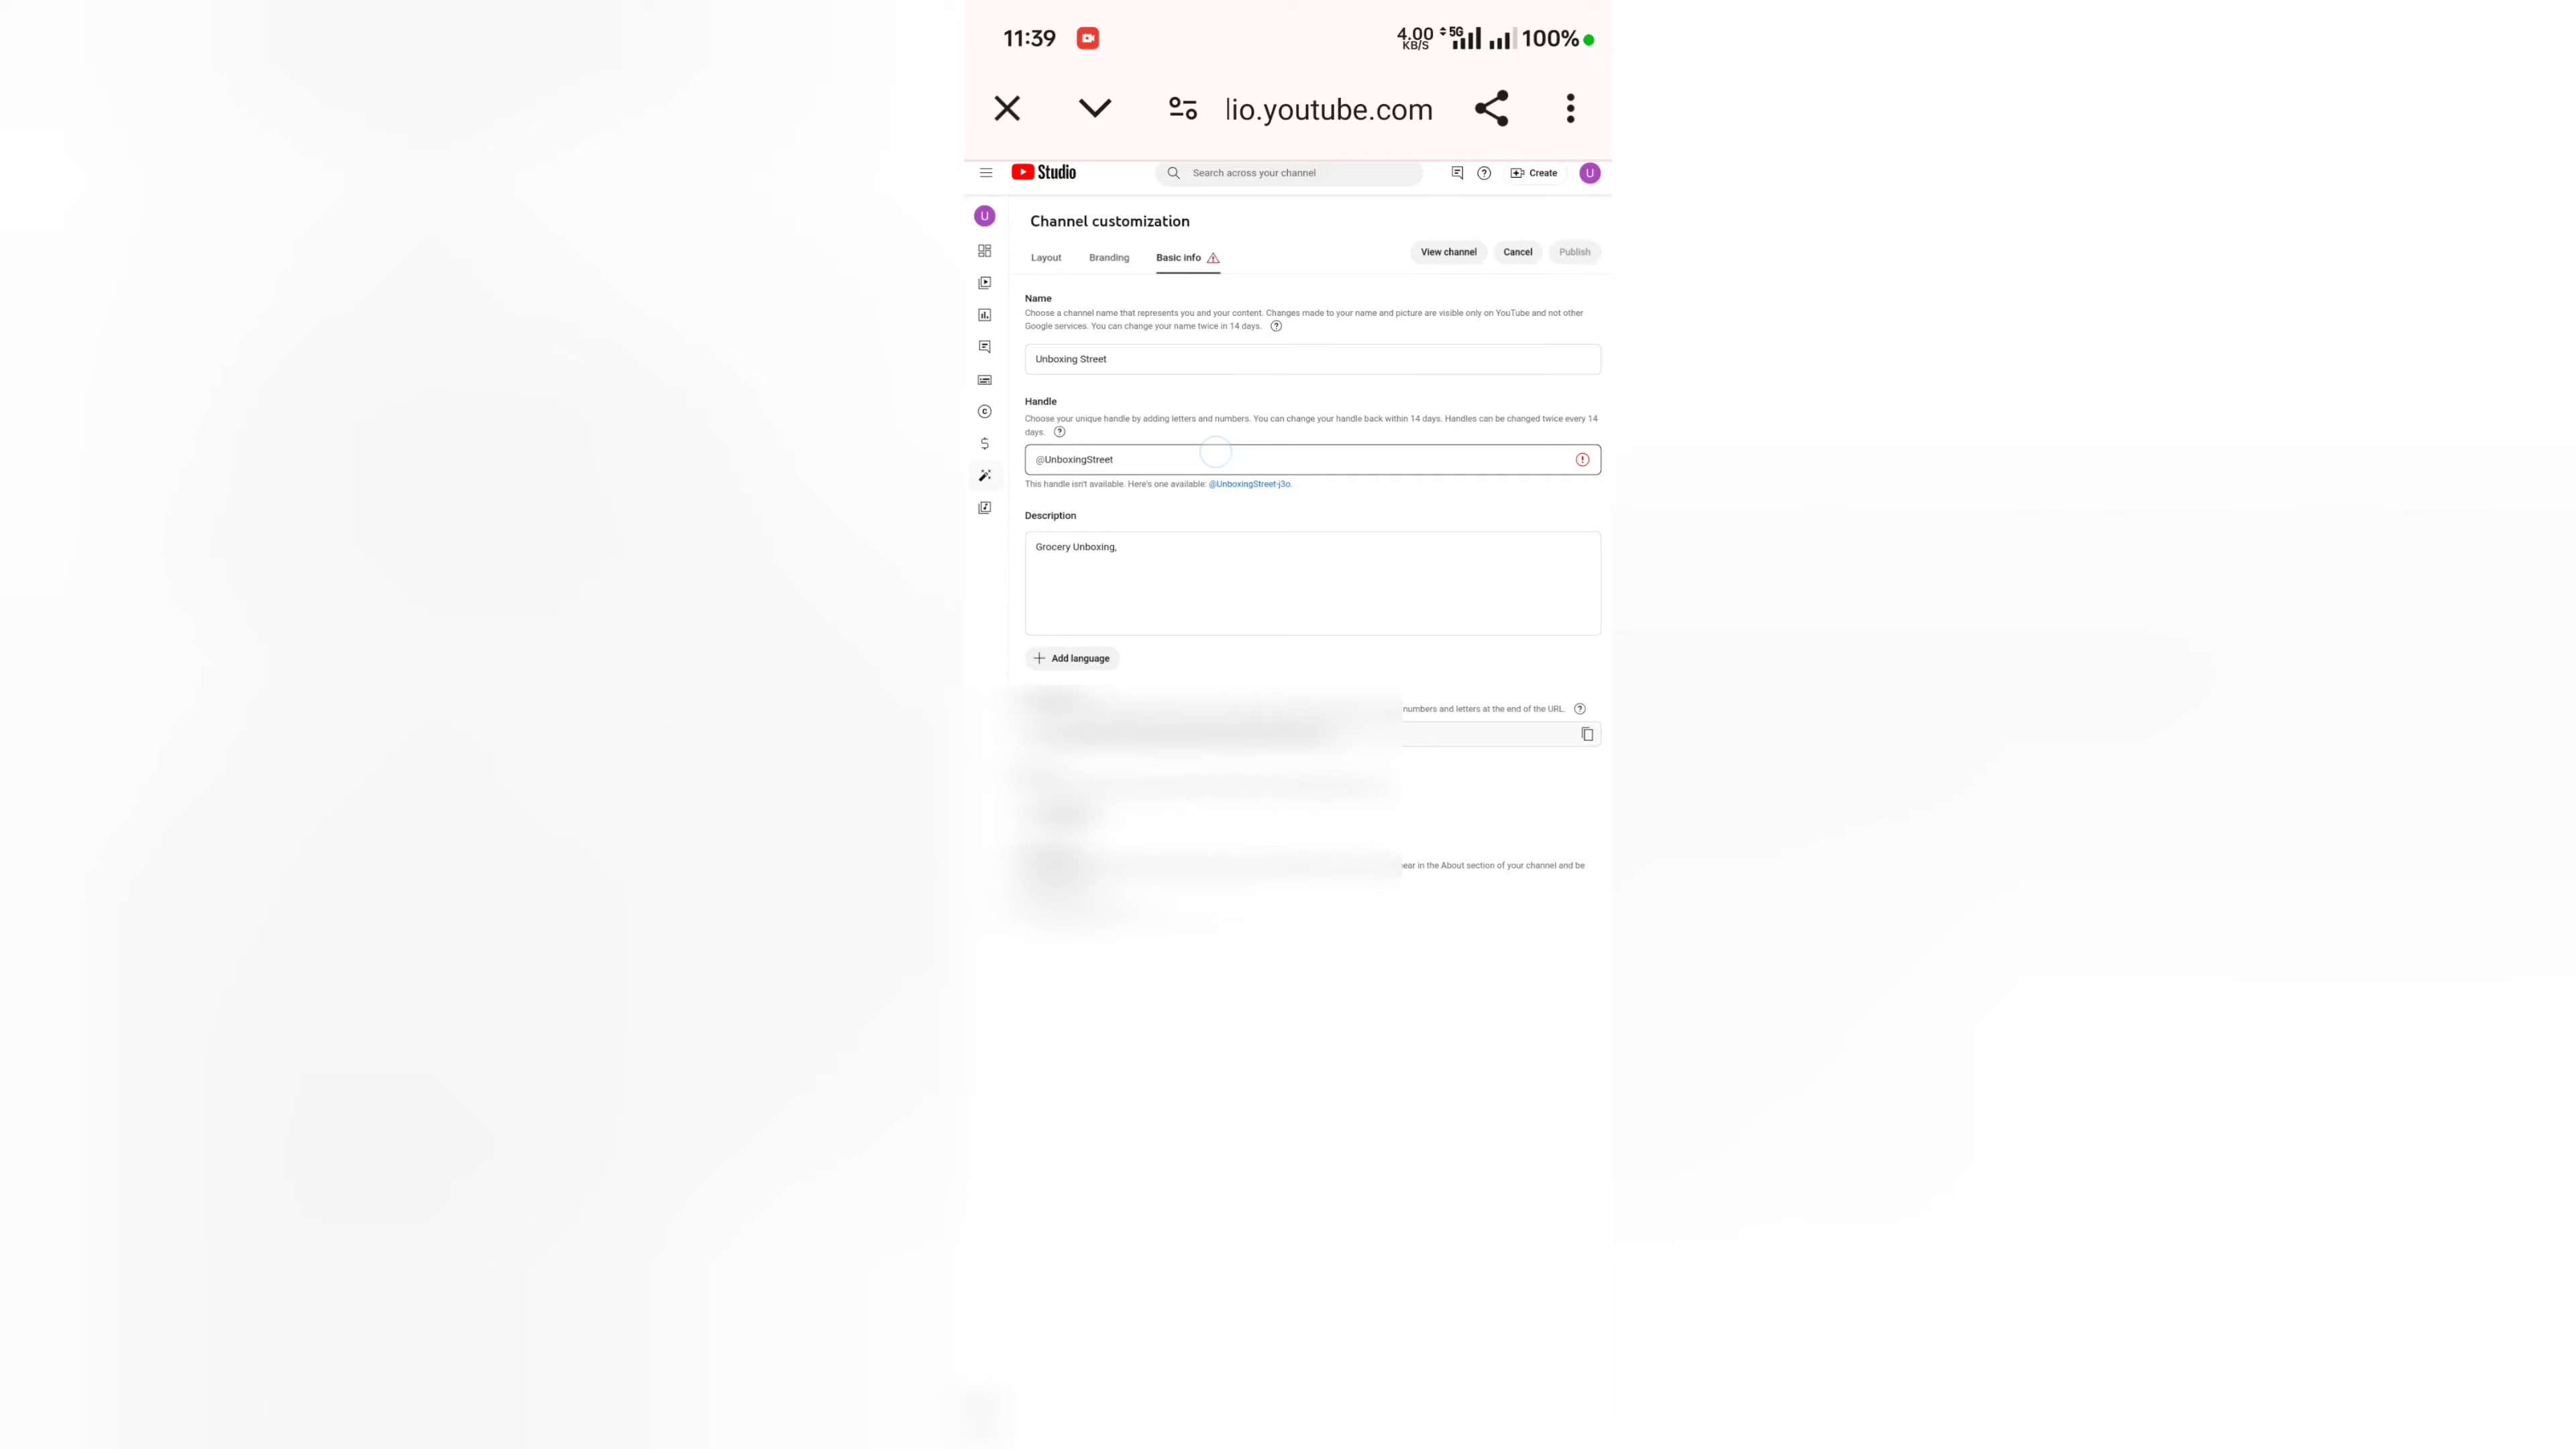 11:39 4.00 KB/S 5G 100%
lio.youtube.com
Studio Search across your channel Create U
U
Channel customization
Layout Branding Basic info View channel Cancel Publish
Name
Choose a channel name that represents you and your content. Changes made to your name and picture are visible only on YouTube and not other
Google services. You can change your name twice in 14 days.
Unboxing Street
Handle
Choose your unique handle by adding letters and numbers. You can change your handle back within 14 days. Handles can be changed twice every 14
days.
@UnboxingStreet
This handle isn't available. Here's one available: @UnboxingStreet-j3o.
Description
Grocery Unboxing,
Add language
numbers and letters at the end of the URL.
ear in the About section of your channel and be